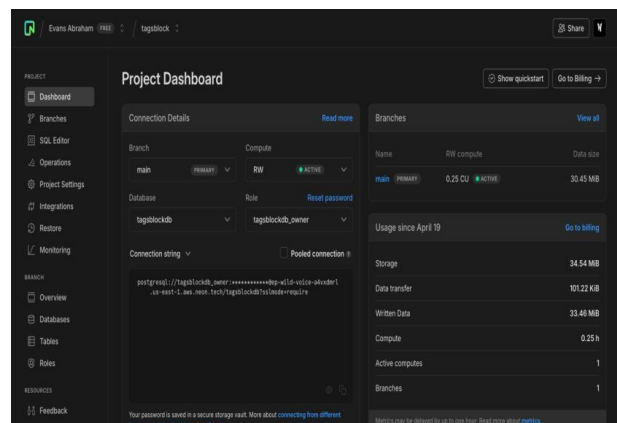 Evans Abraham FREE / tagsblock
Share
PROJECT
Dashboard
Branches
SQL Editor
Operations
Project Settings
Integrations
Restore
Monitoring
BRANCH
Overview
Databases
Tables
Roles
RESOURCES
Feedback
Project Dashboard
Show quickstart
Go to Billing →
Connection Details
Read more
Branch
Compute
main PRIMARY
RW ACTIVE
Database
Role
Reset password
tagsblockdb
tagsblockdb_owner
Connection string
Pooled connection
postgresql://tagsblockdb_owner:************@ep-wild-voice-a4vxdmrl
.us-east-1.aws.neon.tech/tagsblockdb?sslmode=require
Your password is saved in a secure storage vault. More about connecting from different
Branches
View all
Name
RW compute
Data size
main PRIMARY
0.25 CU ACTIVE
30.45 MiB
Usage since April 19
Go to billing
Storage
34.54 MiB
Data transfer
101.22 KiB
Written Data
33.46 MiB
Compute
0.25 h
Active computes
1
Branches
1
Metrics may be delayed by up to one hour. Read more about metrics.